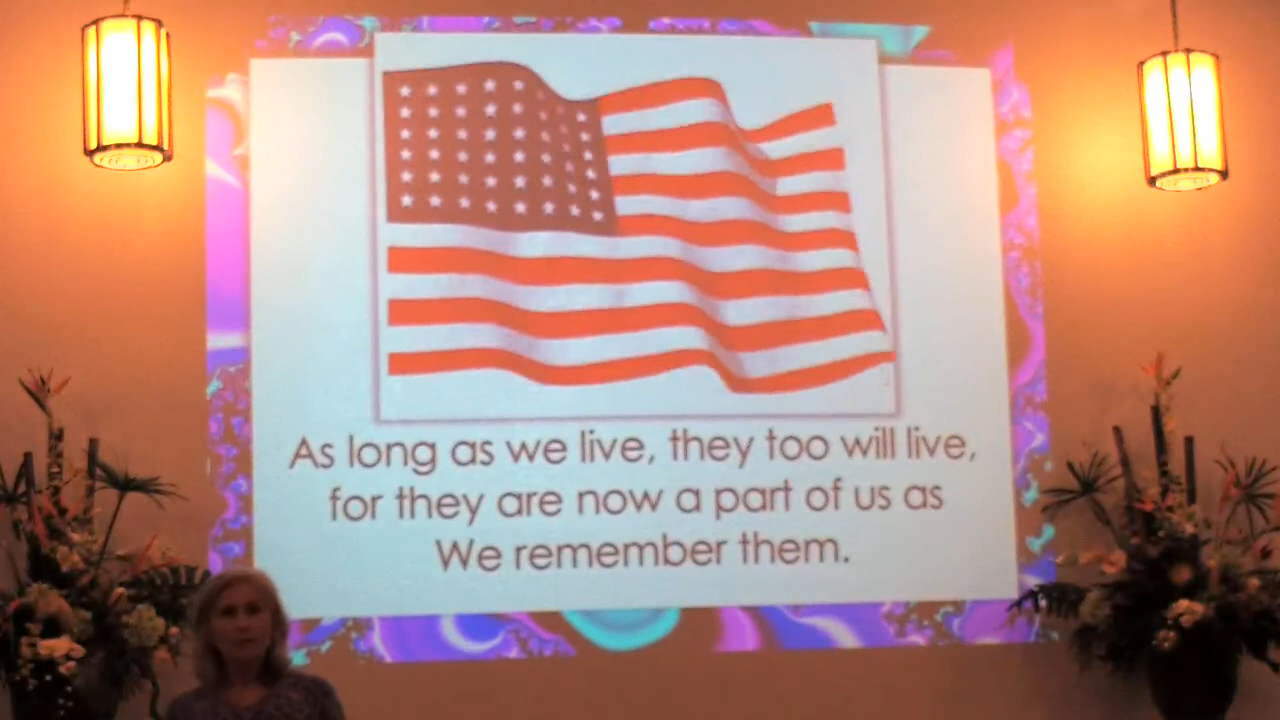 As long as we live, they too will live,
for they are now a part of us as
We remember them.